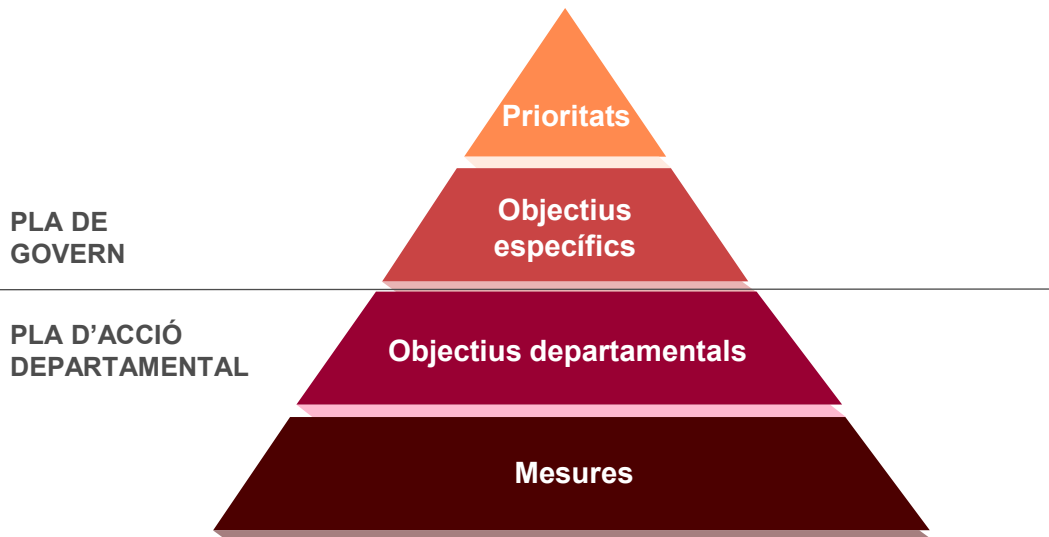 Prioritats
Objectius
específics
PLA DE
GOVERN
PLA D’ACCIÓ
DEPARTAMENTAL
Objectius departamentals
Mesures